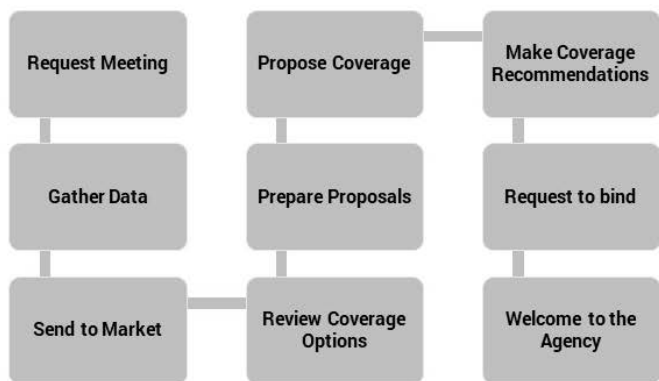 Request Meeting
Gather Data
Send to Market
Review Coverage
Options
Prepare Proposals
Propose Coverage
Make Coverage
Recommendations
Request to bind
Welcome to the
Agency